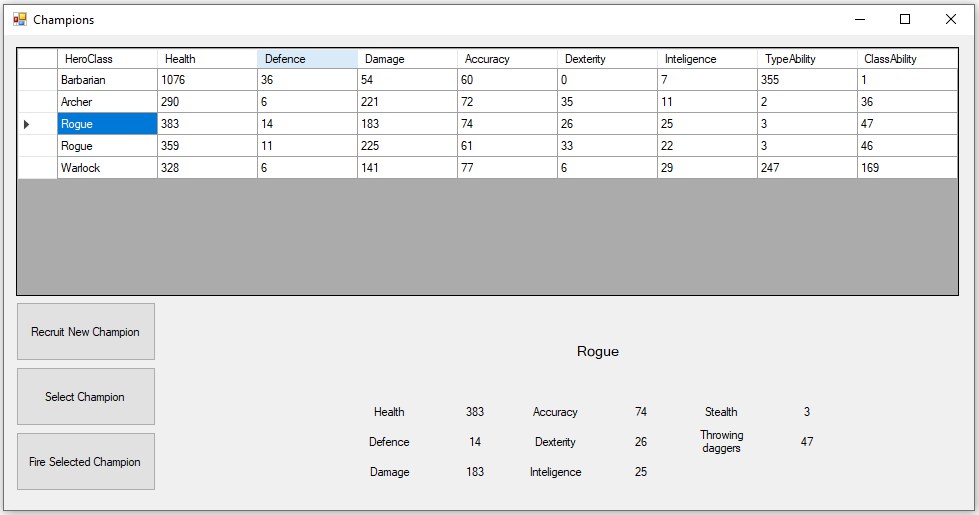 Champions
HeroClass Health Defence Damage Accuracy Dexterity Inteligence TypeAbility ClassAbility
Barbarian 1076 36 54 60 0 7 355 1
Archer 290 6 221 72 35 11 2 36
Rogue 383 14 183 74 26 25 3 47
Rogue 359 11 225 61 33 22 3 46
Warlock 328 6 141 77 6 29 247 169
Recruit New Champion
Select Champion
Fire Selected Champion
Rogue
Health 383 Accuracy 74 Stealth 3
Defence 14 Dexterity 26 Throwing daggers 47
Damage 183 Inteligence 25